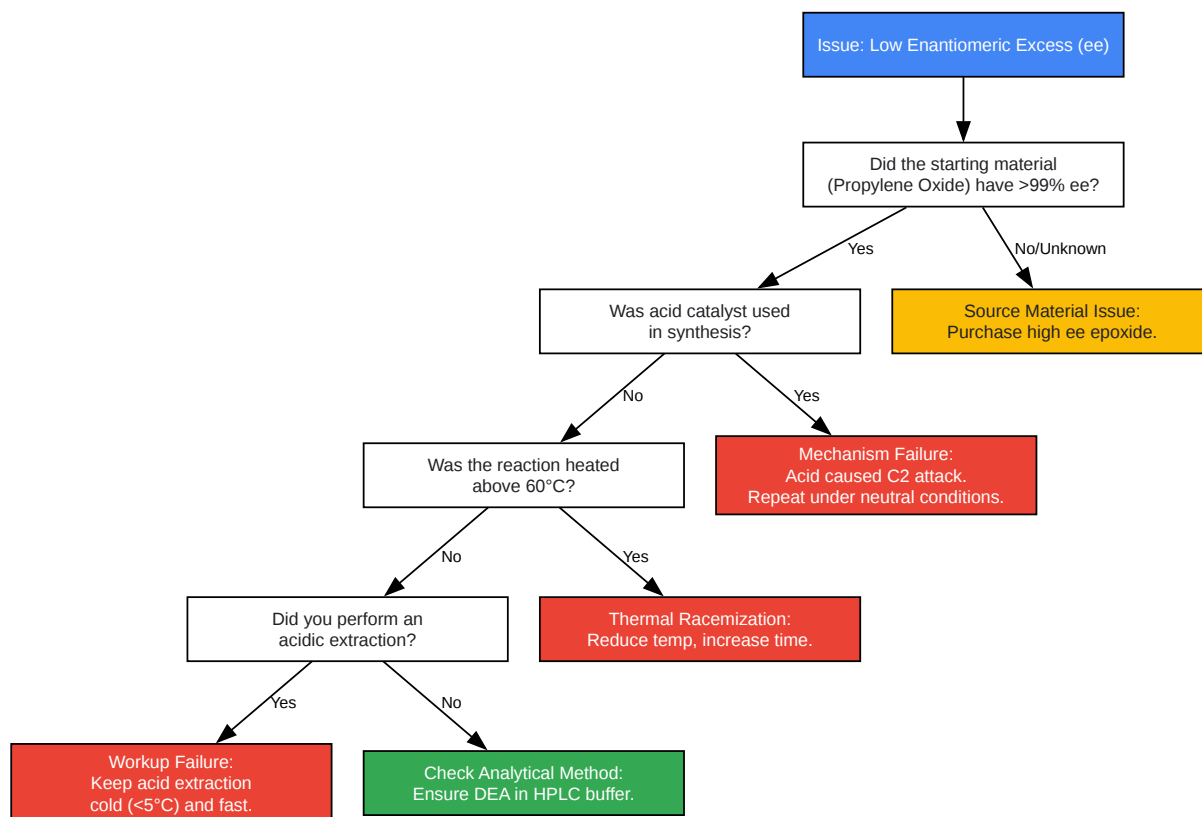 Issue: Low Enantiomeric Excess (ee)
Did the starting material
(Propylene Oxide) have >99% ee?
Yes
No/Unknown
Was acid catalyst used
in synthesis?
Source Material Issue:
Purchase high ee epoxide.
No
Yes
Was the reaction heated
above 60°C?
Mechanism Failure:
Acid caused C2 attack.
Repeat under neutral conditions.
No
Yes
Did you perform an
acidic extraction?
Thermal Racemization:
Reduce temp, increase time.
Yes
No
Workup Failure:
Keep acid extraction
cold (<5°C) and fast.
Check Analytical Method:
Ensure DEA in HPLC buffer.